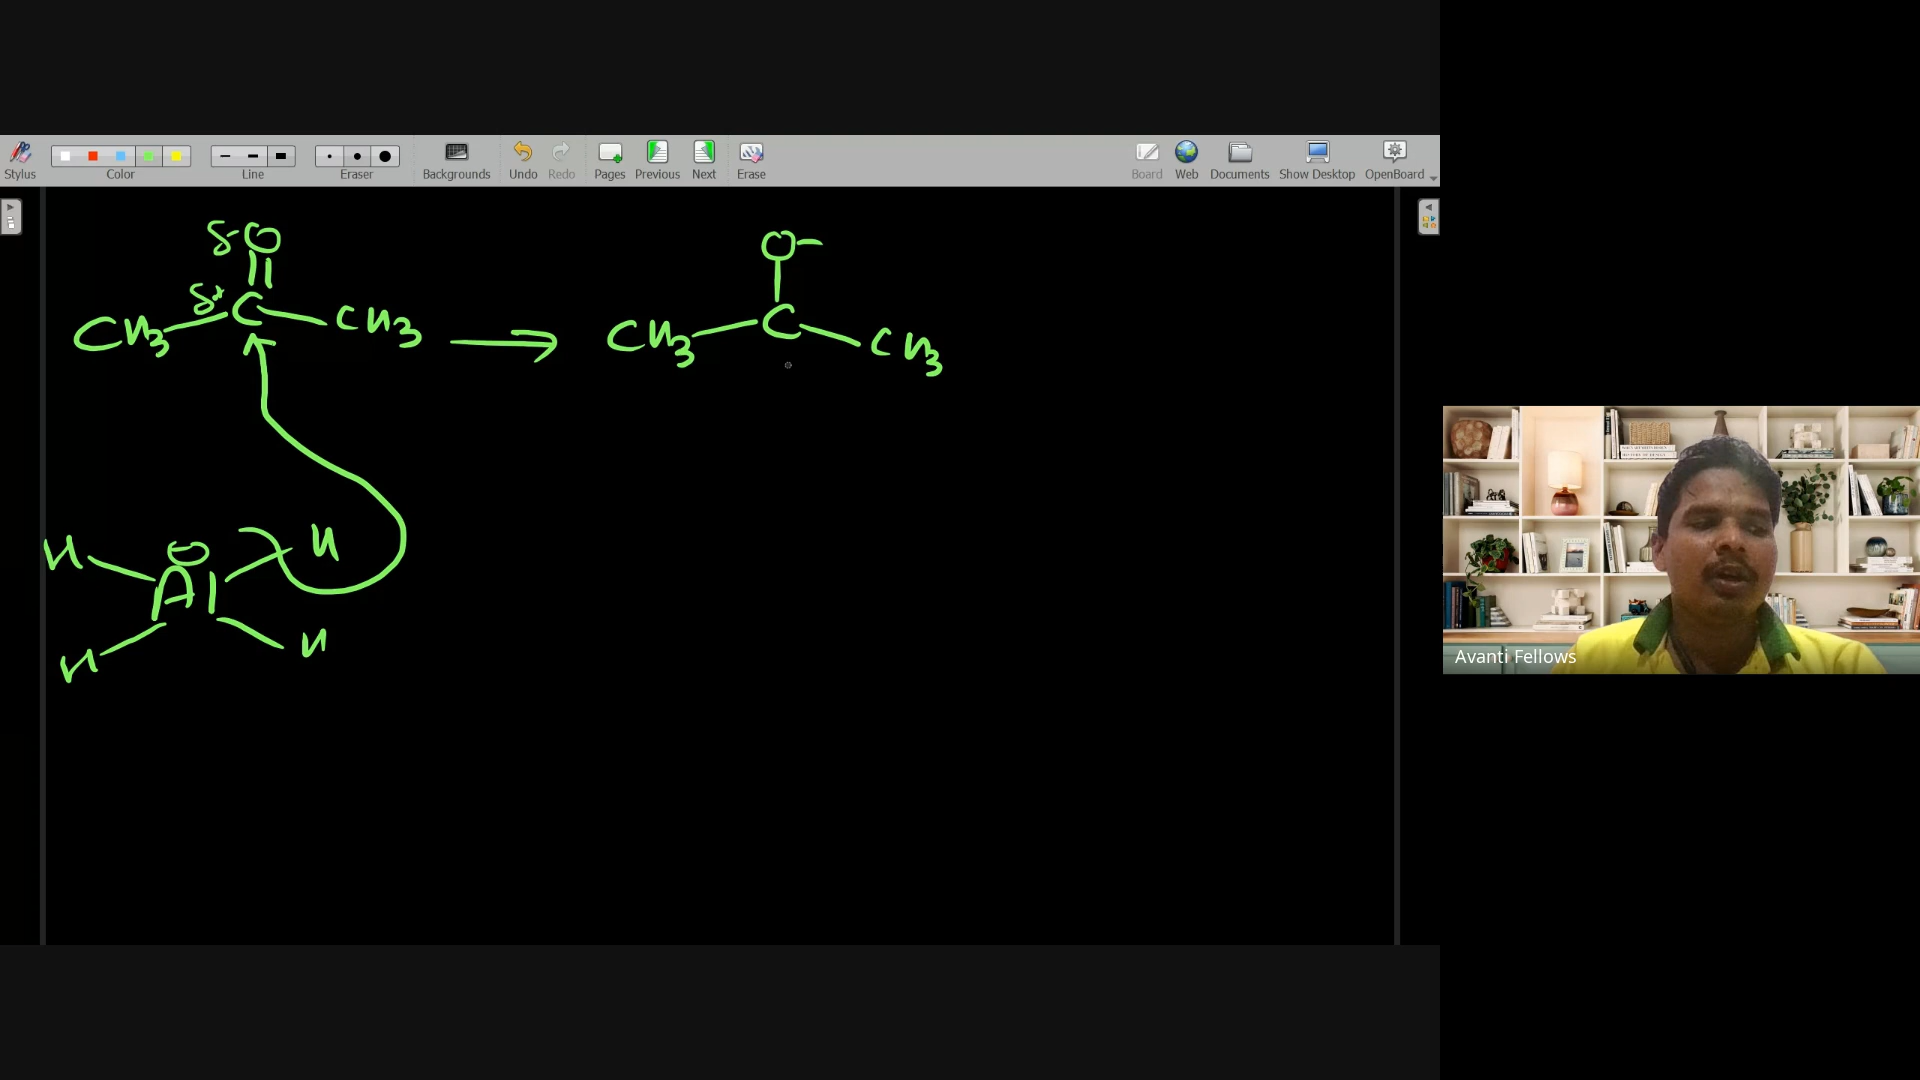 Stylus Color Line Eraser Backgrounds Undo Redo Pages Previous Next Erase Board Web Documents Show Desktop OpenBoard
δ- O
δ+
CH3 C CH3
O-
CH3 C CH3
H Al H
H H
Avanti Fellows